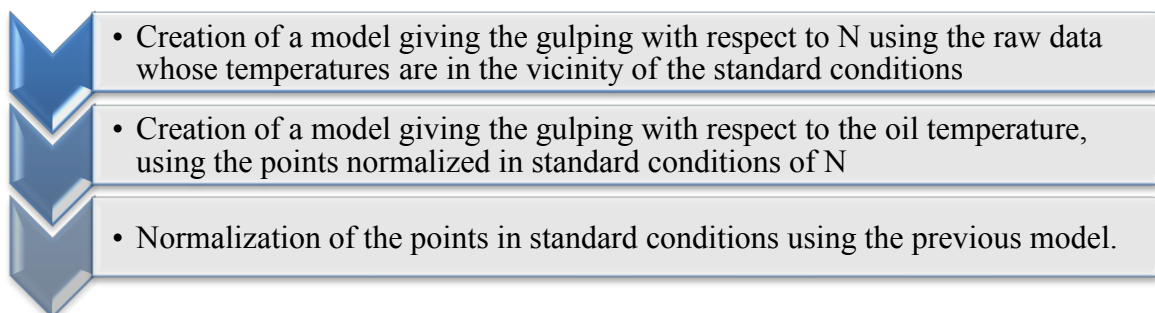 • Creation of a model giving the gulping with respect to N using the raw data
whose temperatures are in the vicinity of the standard conditions
• Creation of a model giving the gulping with respect to the oil temperature,
using the points normalized in standard conditions of N
• Normalization of the points in standard conditions using the previous model.